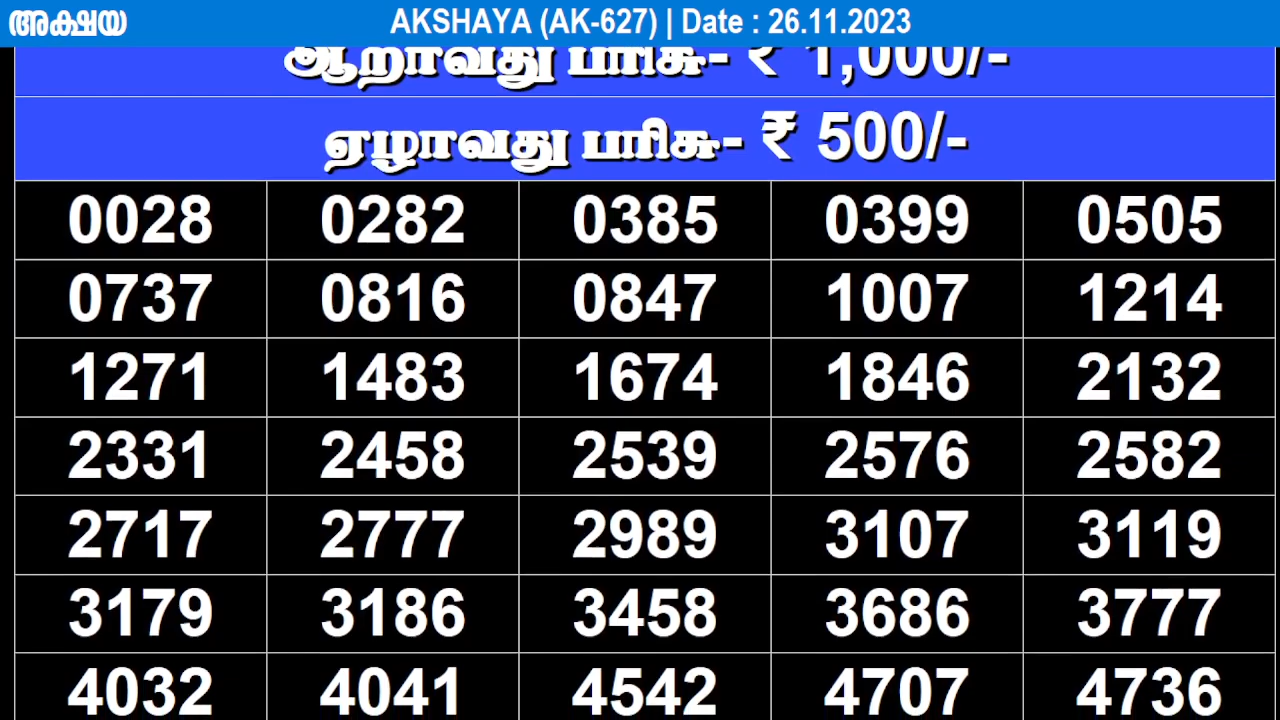 അക്ഷയ AKSHAYA (AK-627) | Date : 26.11.2023
ஆறாவது பரிசு- ₹ 1,000/-
ஏழாவது பரிசு- ₹ 500/-
0028 0282 0385 0399 0505
0737 0816 0847 1007 1214
1271 1483 1674 1846 2132
2331 2458 2539 2576 2582
2717 2777 2989 3107 3119
3179 3186 3458 3686 3777
4032 4041 4542 4707 4736